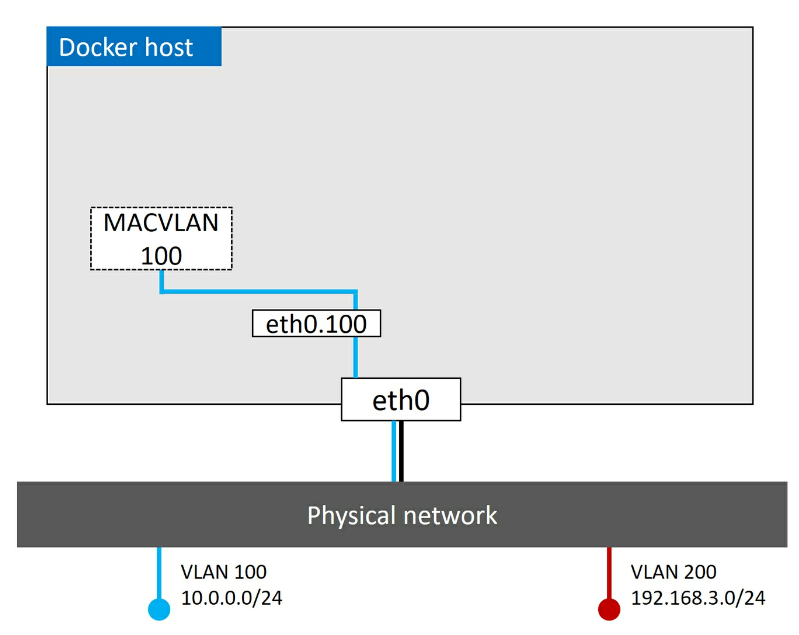 Docker host
MACVLAN
100
eth0.100
eth0
Physical network
VLAN 100
10.0.0.0/24
VLAN 200
192.168.3.0/24